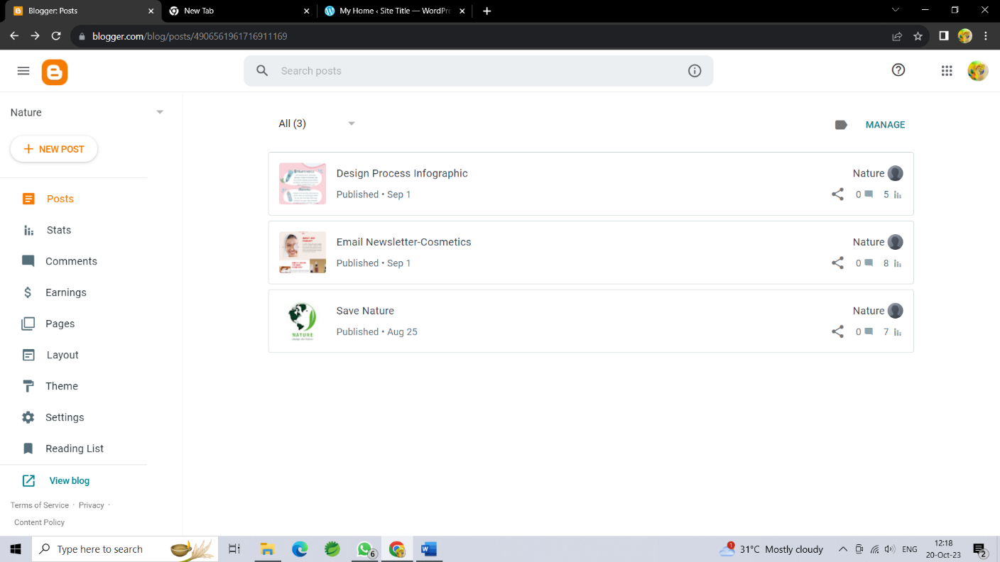 Blogger: Posts
New Tab
My Home ‹ Site Title — WordPre
blogger.com/blog/posts/4906561961716911169
Search posts
Nature
NEW POST
Posts
Stats
Comments
Earnings
Pages
Layout
Theme
Settings
Reading List
View blog
Terms of Service · Privacy ·
Content Policy
All (3)
MANAGE
Design Process Infographic
Nature
Published • Sep 1
0 5
Email Newsletter-Cosmetics
Nature
Published • Sep 1
0 8
NATURE
Save Nature
Nature
Published • Aug 25
0 7
Type here to search
6
1
31°C Mostly cloudy
ENG
12:18
20-Oct-23
2